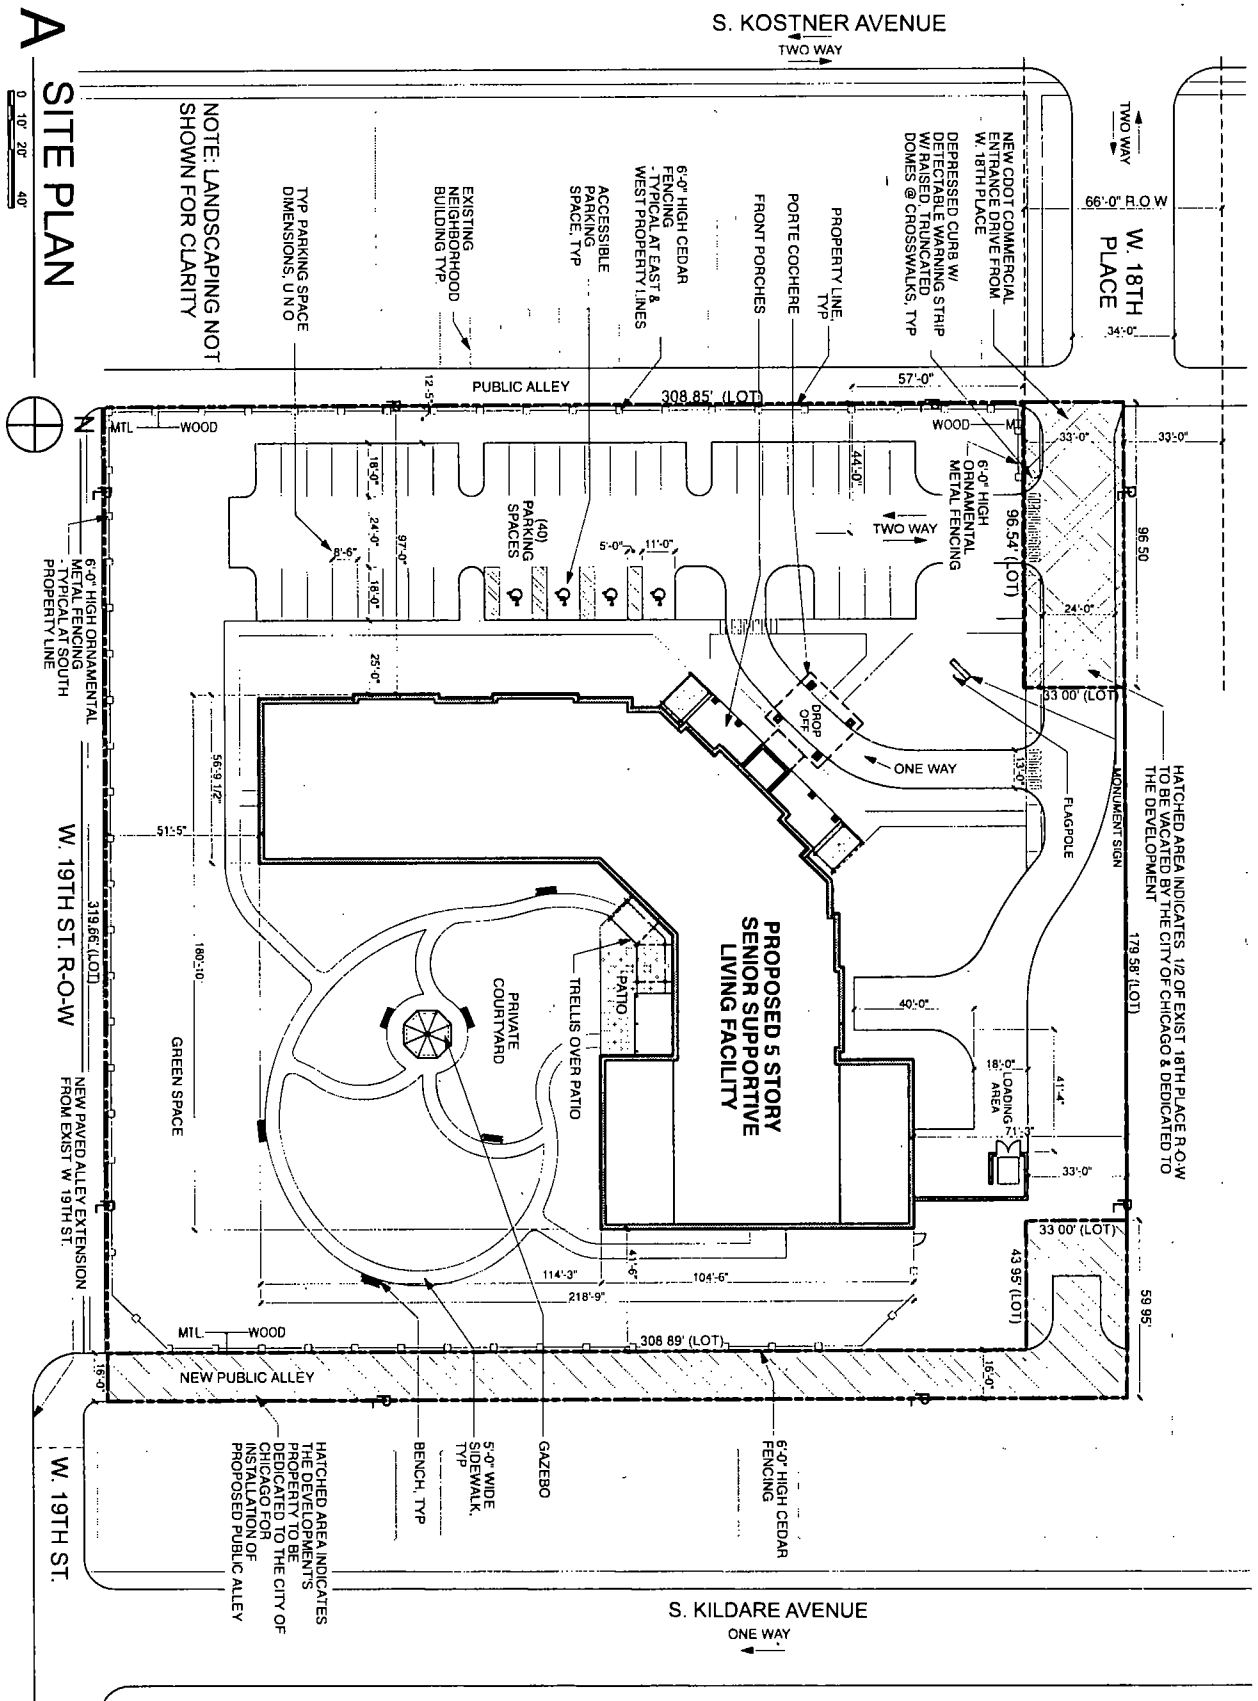 S. KOSTNER AVENUE
TWO WAY
TWO WAY
66'-0" R.O.W
W. 18TH
PLACE
34'-0"
NEW CDOT COMMERCIAL
ENTRANCE DRIVE FROM
W. 18TH PLACE
DEPRESSED CURB W/
DETECTABLE WARNING STRIP
W/ RAISED, TRUNCATED
DOMES @ CROSSWALKS, TYP
PORTE COCHERE
FRONT PORCHES
PROPERTY LINE,
TYP
6'-0" HIGH CEDAR
FENCING
- TYPICAL AT EAST &
WEST PROPERTY LINES
ACCESSIBLE
PARKING
SPACE, TYP
EXISTING
NEIGHBORHOOD
BUILDING TYP.
TYP PARKING SPACE
DIMENSIONS, U N O
NOTE: LANDSCAPING NOT
SHOWN FOR CLARITY
A
SITE PLAN
0 10' 20' 40'
N
PUBLIC ALLEY
12'-5"
308.85' (LOT)
57'-0"
MTL
WOOD
WOOD
33'-0"
33'-0"
6'-0" HIGH
ORNAMENTAL
METAL FENCING
96.54' (LOT)
96.50
44'-0"
TWO WAY
18'-0"
24'-0"
97'-0"
8'-6"
18'-0"
25'-0"
(40)
PARKING
SPACES
5'-0"
11'-0"
24'-0"
33 00' (LOT)
6'-0" HIGH ORNAMENTAL
METAL FENCING
- TYPICAL AT SOUTH
PROPERTY LINE
DROP
OFF
ONE WAY
13'-0"
FLAGPOLE
MONUMENT SIGN
HATCHED AREA INDICATES 1/2 OF EXIST 18TH PLACE R-O-W
TO BE VACATED BY THE CITY OF CHICAGO & DEDICATED TO
THE DEVELOPMENT
56'-9 1/2"
51'-5"
W. 19TH ST. R-O-W
319.66' (LOT)
180'-10
GREEN SPACE
PRIVATE
COURTYARD
TRELLIS OVER PATIO
PATIO
PROPOSED 5 STORY
SENIOR SUPPORTIVE
LIVING FACILITY
179 58' (LOT)
40'-0"
18'-0"
LOADING
AREA
41'-4"
71'-3"
33'-0"
33 00' (LOT)
43 95' (LOT)
59 95'
NEW PAVED ALLEY EXTENSION
FROM EXIST W 19TH ST.
114'-3"
41'-6"
104'-6"
218'-9"
MTL
WOOD
308 89' (LOT)
16'-0"
NEW PUBLIC ALLEY
16'-0"
HATCHED AREA INDICATES
THE DEVELOPMENT'S
PROPERTY TO BE
DEDICATED TO THE CITY OF
CHICAGO FOR
INSTALLATION OF
PROPOSED PUBLIC ALLEY
BENCH, TYP
5'-0" WIDE
SIDEWALK,
TYP
GAZEBO
6'-0" HIGH CEDAR
FENCING
W. 19TH ST.
S. KILDARE AVENUE
ONE WAY